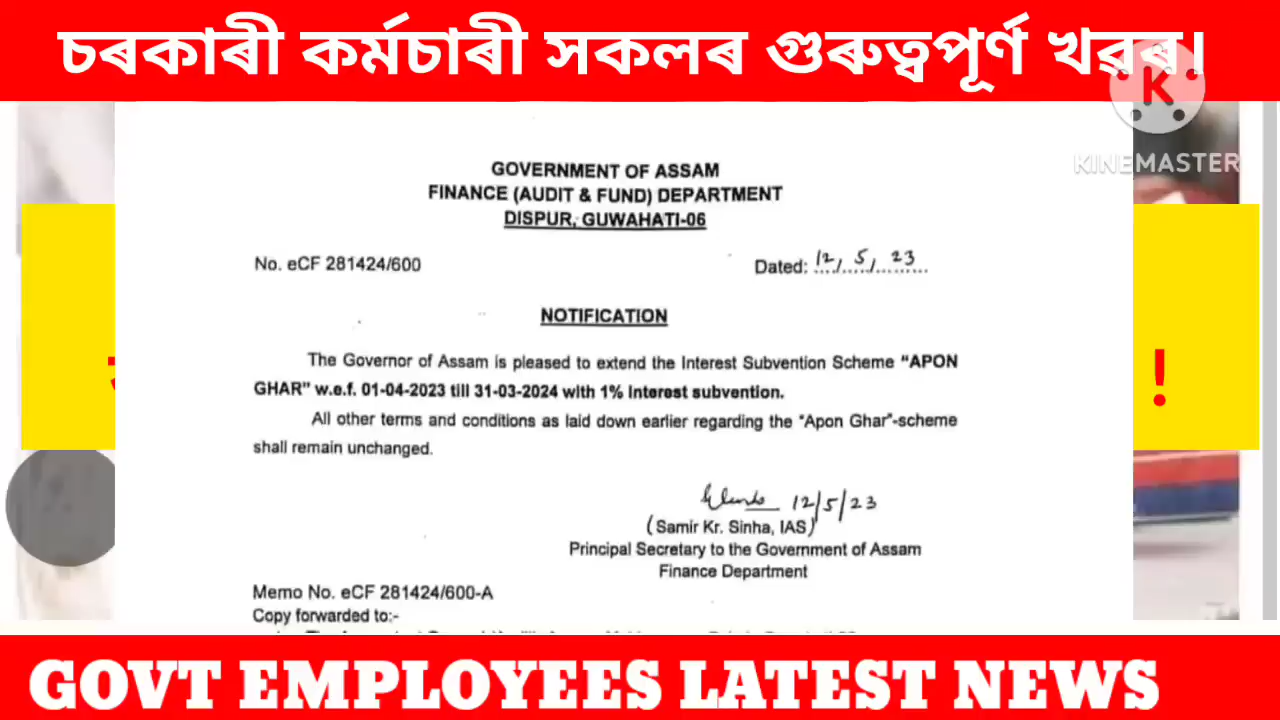 চৰকাৰী কৰ্মচাৰী সকলৰ গুৰুত্বপূৰ্ণ খৱৰ।
K
KINEMASTER
GOVERNMENT OF ASSAM
FINANCE (AUDIT & FUND) DEPARTMENT
DISPUR, GUWAHATI-06
No. eCF 281424/600
Dated: 12, 5, 23
NOTIFICATION
The Governor of Assam is pleased to extend the Interest Subvention Scheme “APON
GHAR” w.e.f. 01-04-2023 till 31-03-2024 with 1% Interest subvention.
All other terms and conditions as laid down earlier regarding the “Apon Ghar”-scheme
shall remain unchanged.
!
12/5/23
(Samir Kr. Sinha, IAS)
Principal Secretary to the Government of Assam
Finance Department
Memo No. eCF 281424/600-A
Copy forwarded to:-
GOVT EMPLOYEES LATEST NEWS